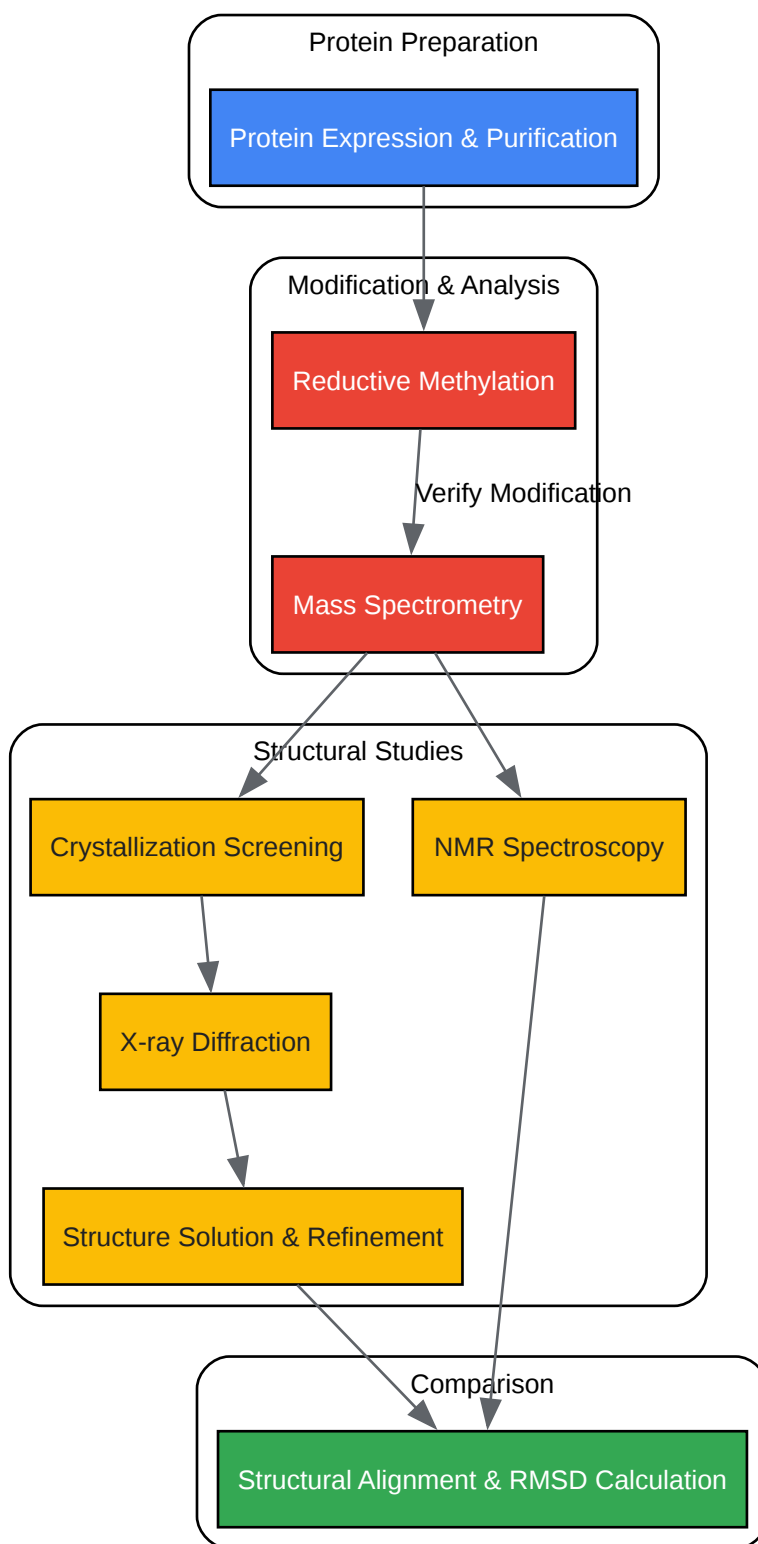 Protein Preparation
Protein Expression & Purification
Modification & Analysis
Reductive Methylation
Verify Modification
Mass Spectrometry
Structural Studies
Crystallization Screening
NMR Spectroscopy
X-ray Diffraction
Structure Solution & Refinement
Comparison
Structural Alignment & RMSD Calculation